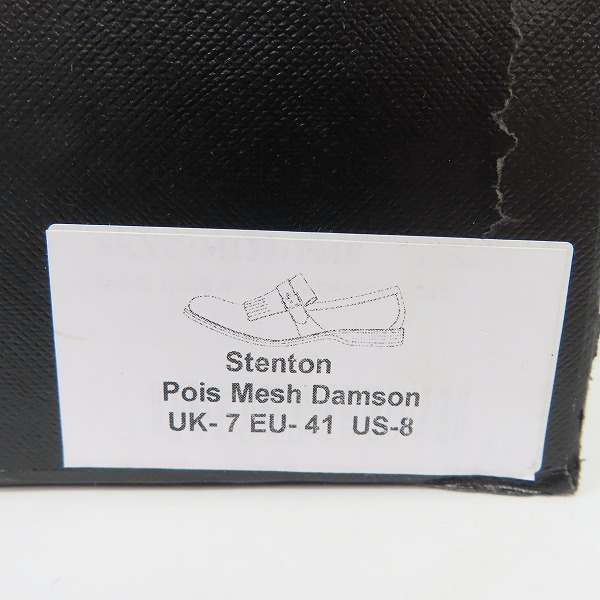 Stenton
Pois Mesh Damson
UK- 7 EU- 41 US-8